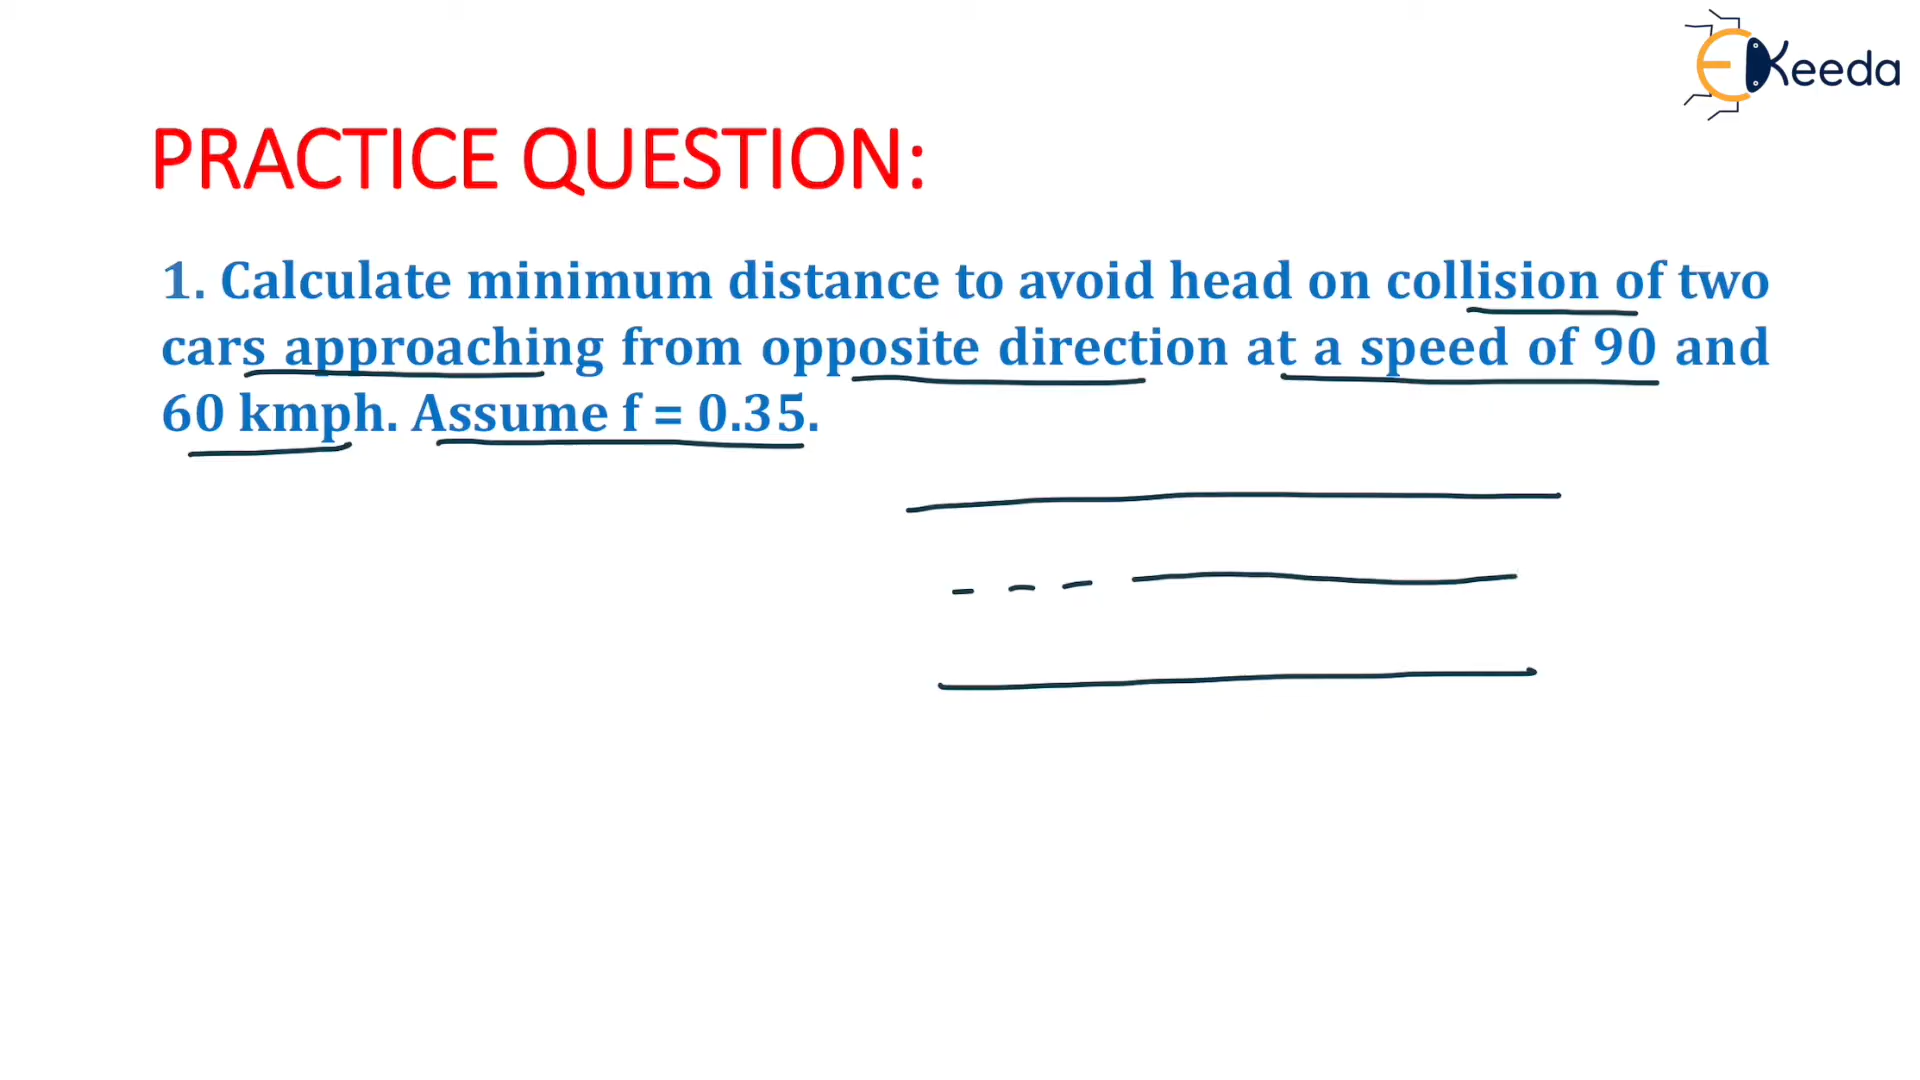 EKeeda
PRACTICE QUESTION:
1. Calculate minimum distance to avoid head on collision of two
cars approaching from opposite direction at a speed of 90 and
60 kmph. Assume f = 0.35.